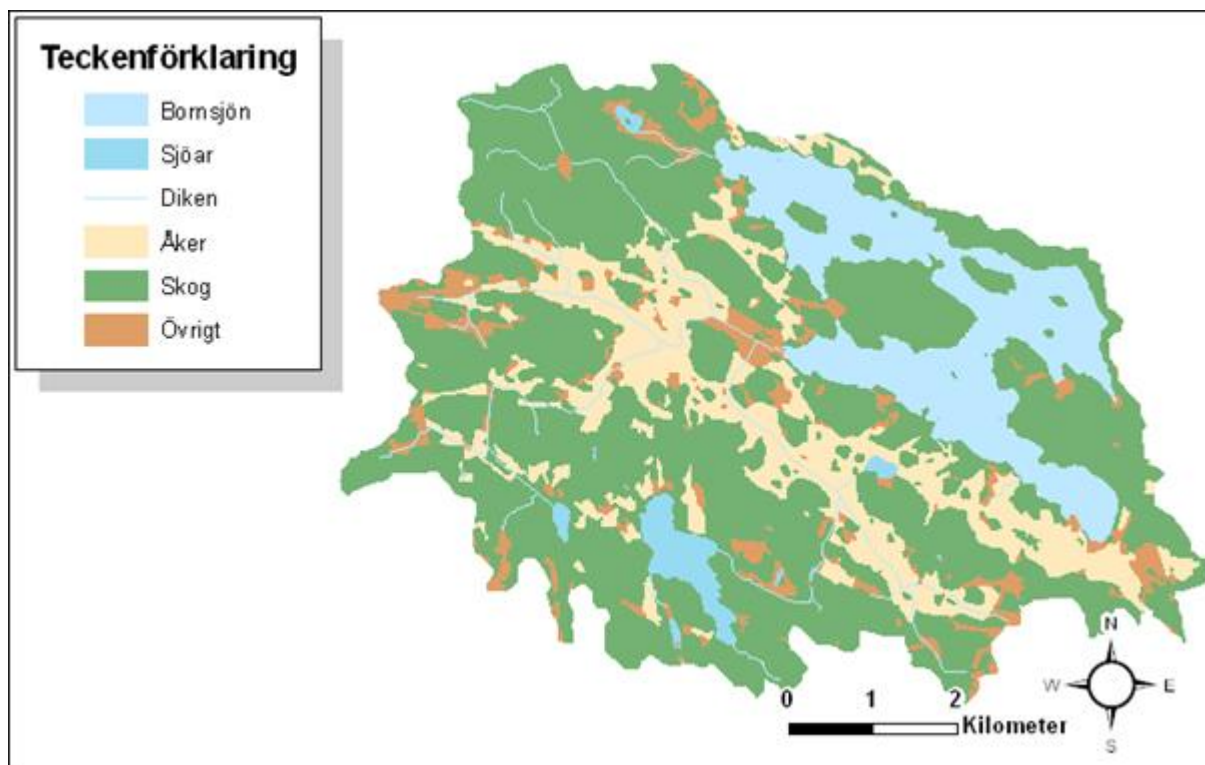 Teckenförklaring
Bornsjön
Sjöar
Diken
Åker
Skog
Övrigt
N
W E
S
0 1 2
Kilometer